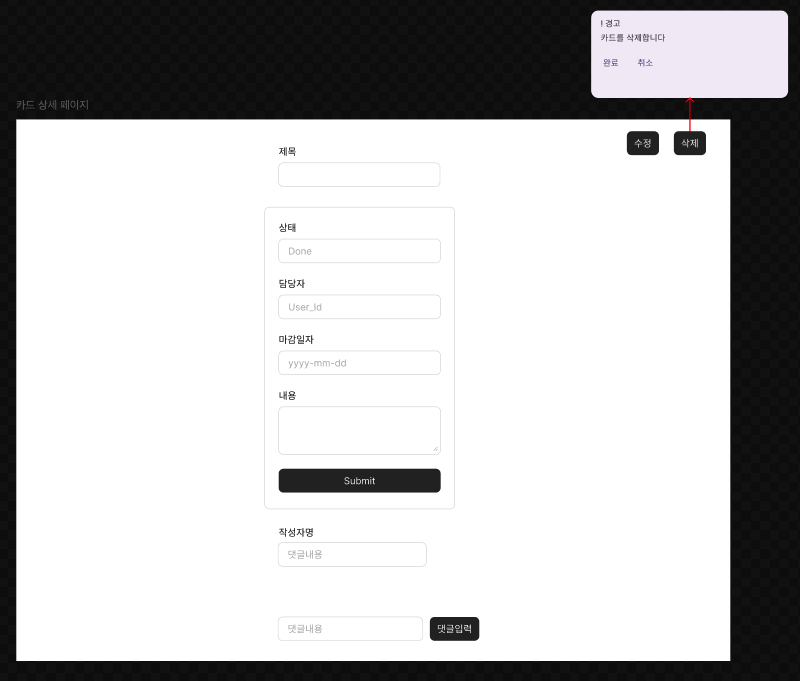 ! 경고
카드를 삭제합니다
완료 취소
카드 상세 페이지
수정 삭제
제목
상태
Done
담당자
User_Id
마감일자
yyyy-mm-dd
내용
Submit
작성자명
댓글내용
댓글내용 댓글입력